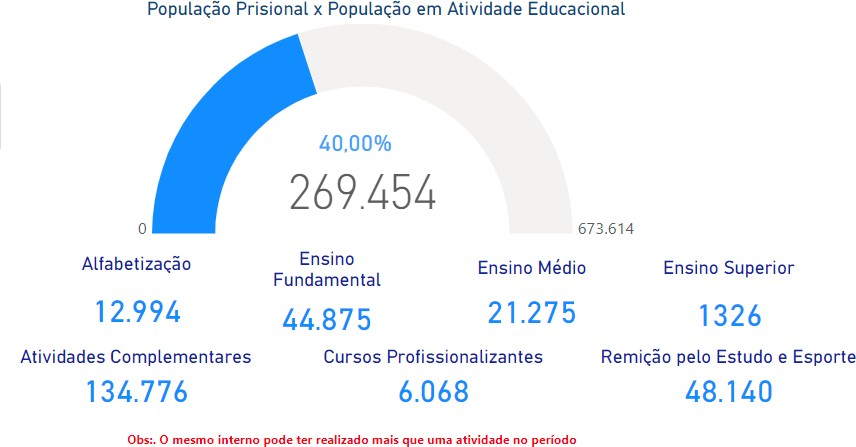 População Prisional x População em Atividade Educacional
40,00%
269.454
0
673.614
Alfabetização
12.994
Ensino
Fundamental
44.875
Ensino Médio
21.275
Ensino Superior
1326
Atividades Complementares
134.776
Cursos Profissionalizantes
6.068
Remição pelo Estudo e Esporte
48.140
Obs:. O mesmo interno pode ter realizado mais que uma atividade no período